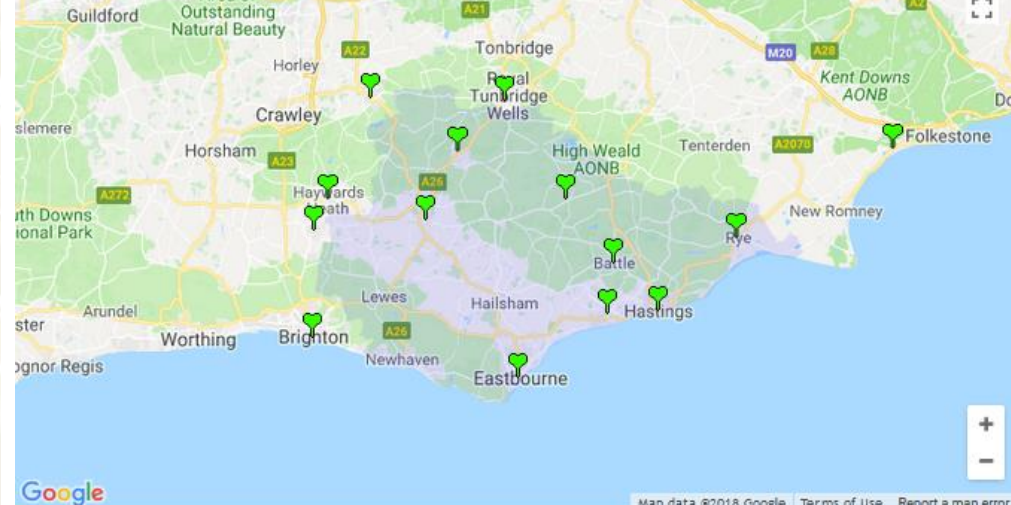 Guildford
Outstanding
Natural Beauty
A21
A2
A22
Tonbridge
M20
A28
Horley
Royal
Tunbridge
Wells
Kent Downs
AONB
Crawley
slemere
Horsham
A23
High Weald
AONB
Tenterden
A2070
Folkestone
Haywards
Heath
A26
A272
uth Downs
ional Park
New Romney
Rye
Battle
Lewes
Hailsham
Arundel
ster
Worthing
Brighton
A26
Hastings
Newhaven
ognor Regis
Eastbourne
+
−
Google
Map data ©2018 Google
Terms of Use
Report a map error